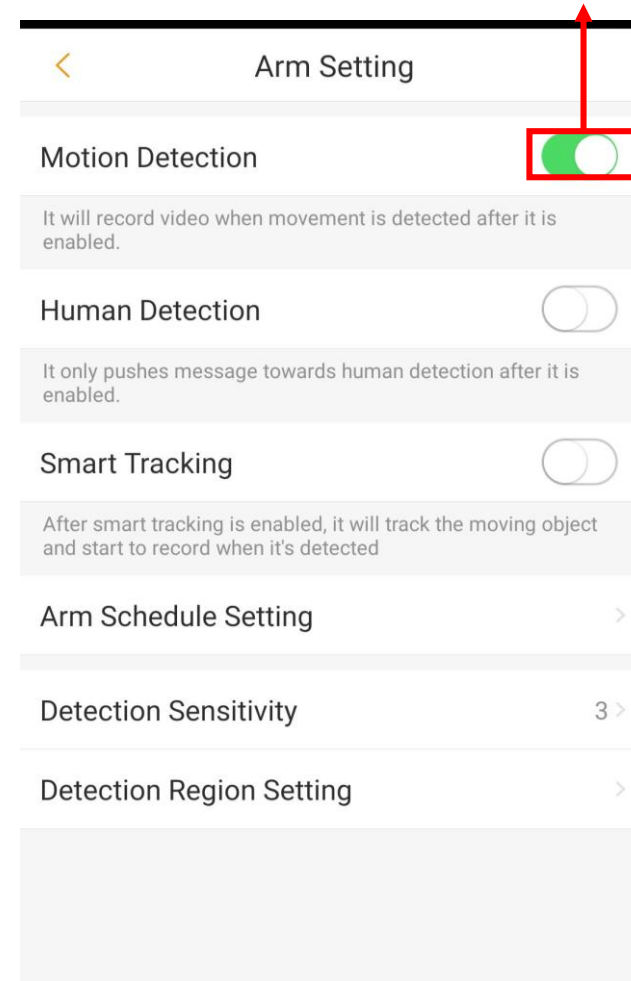 Arm Setting
Motion Detection
It will record video when movement is detected after it is
enabled.
Human Detection
It only pushes message towards human detection after it is
enabled.
Smart Tracking
After smart tracking is enabled, it will track the moving object
and start to record when it's detected
Arm Schedule Setting
Detection Sensitivity 3
Detection Region Setting